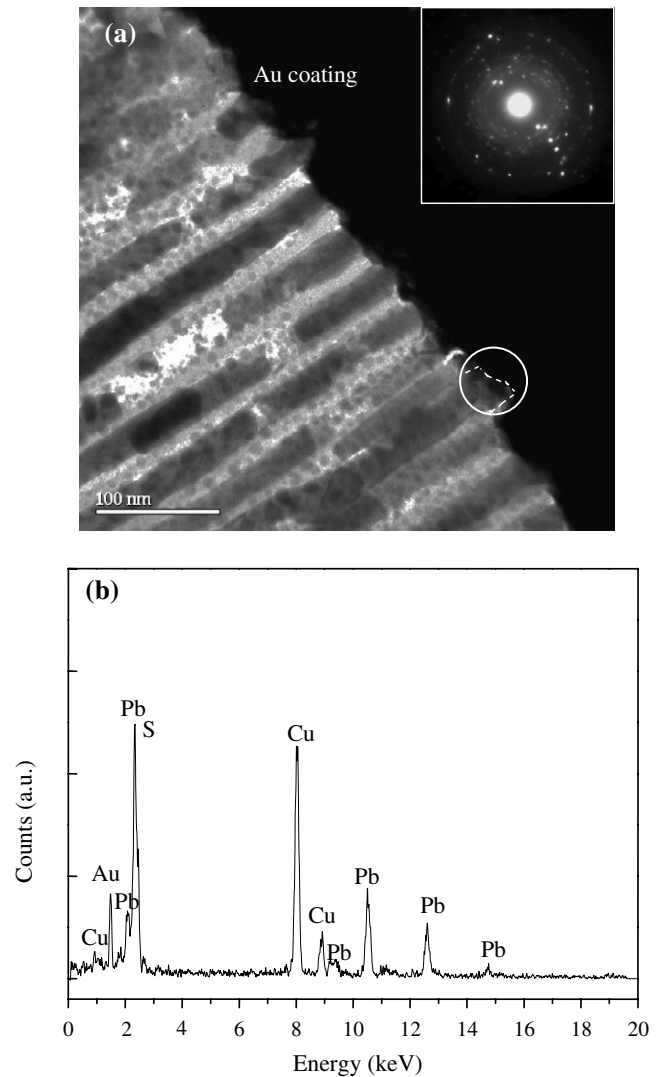 (a)
Au coating
100 nm
(b)
Pb
S
Cu
Au
Pb
Cu
Cu
Pb
Pb
Pb
Pb
Counts (a.u.)
0 2 4 6 8 10 12 14 16 18 20
Energy (keV)